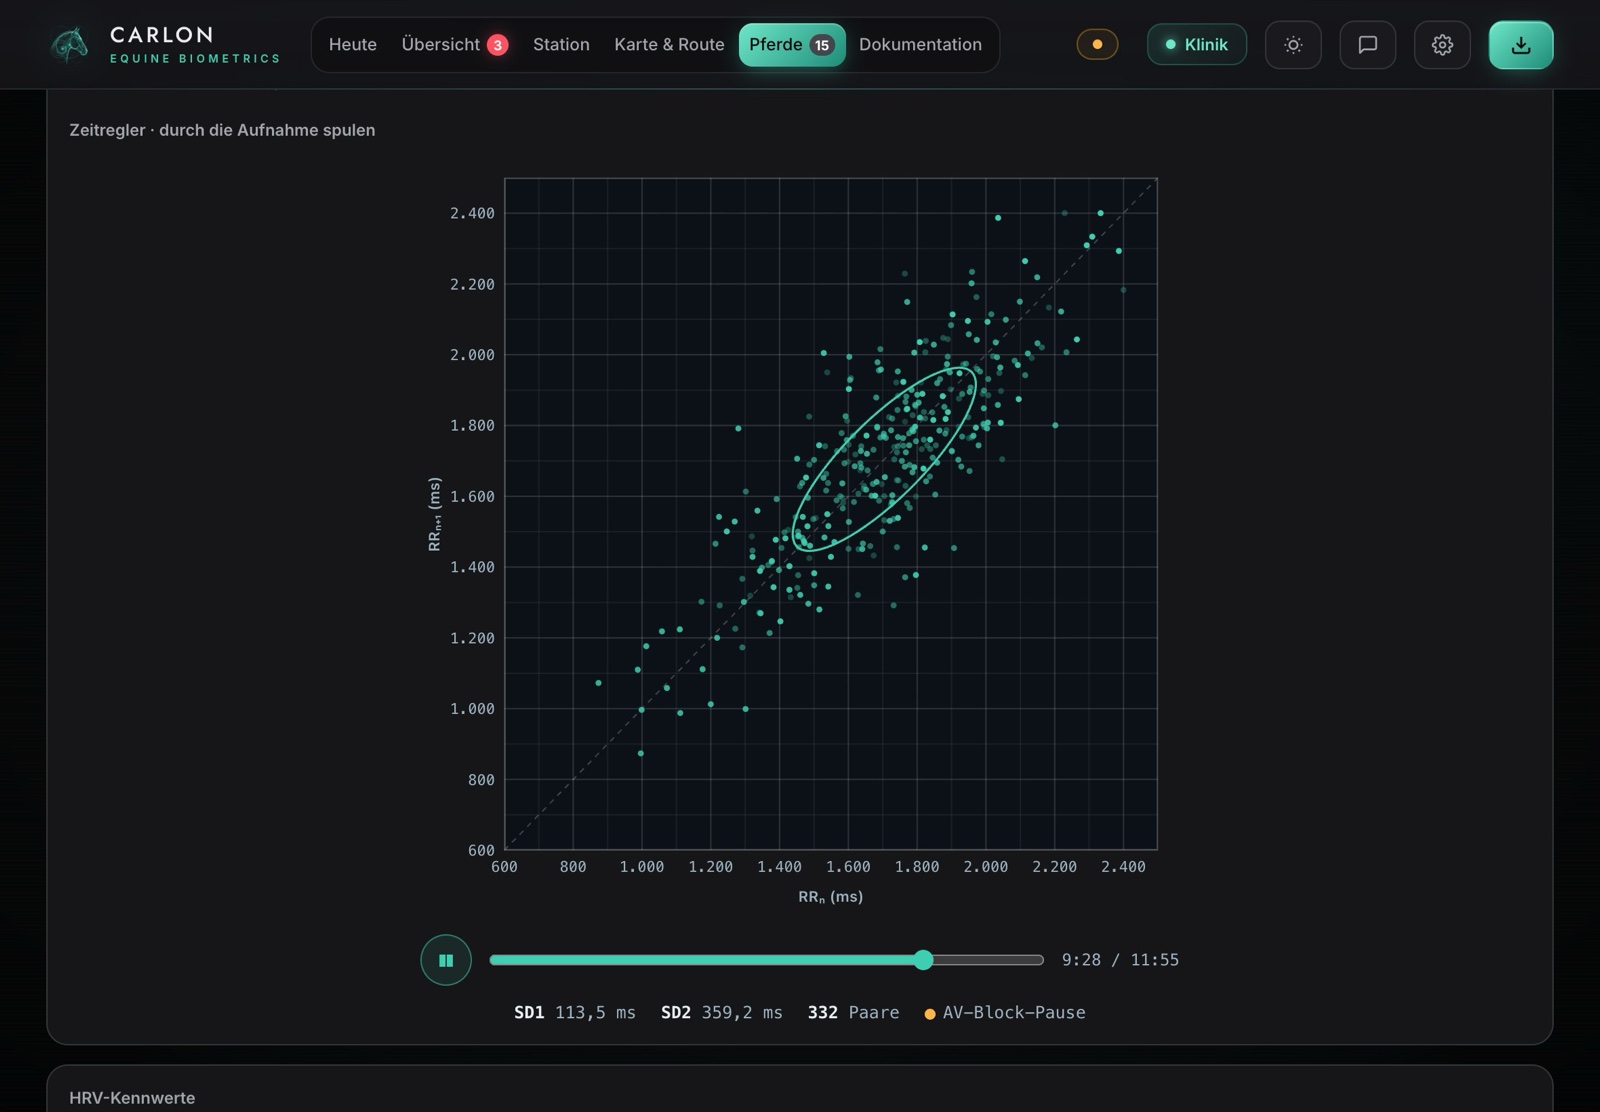 CARLON
EQUINE BIOMETRICS
Heute Übersicht 3 Station Karte & Route Pferde 15 Dokumentation
Klinik
Zeitregler · durch die Aufnahme spulen
2.400
2.200
2.000
1.800
1.600
1.400
1.200
1.000
800
600
RRₙ₊₁ (ms)
600 800 1.000 1.200 1.400 1.600 1.800 2.000 2.200 2.400
RRₙ (ms)
9:28 / 11:55
SD1 113,5 ms SD2 359,2 ms 332 Paare AV-Block-Pause
HRV-Kennwerte